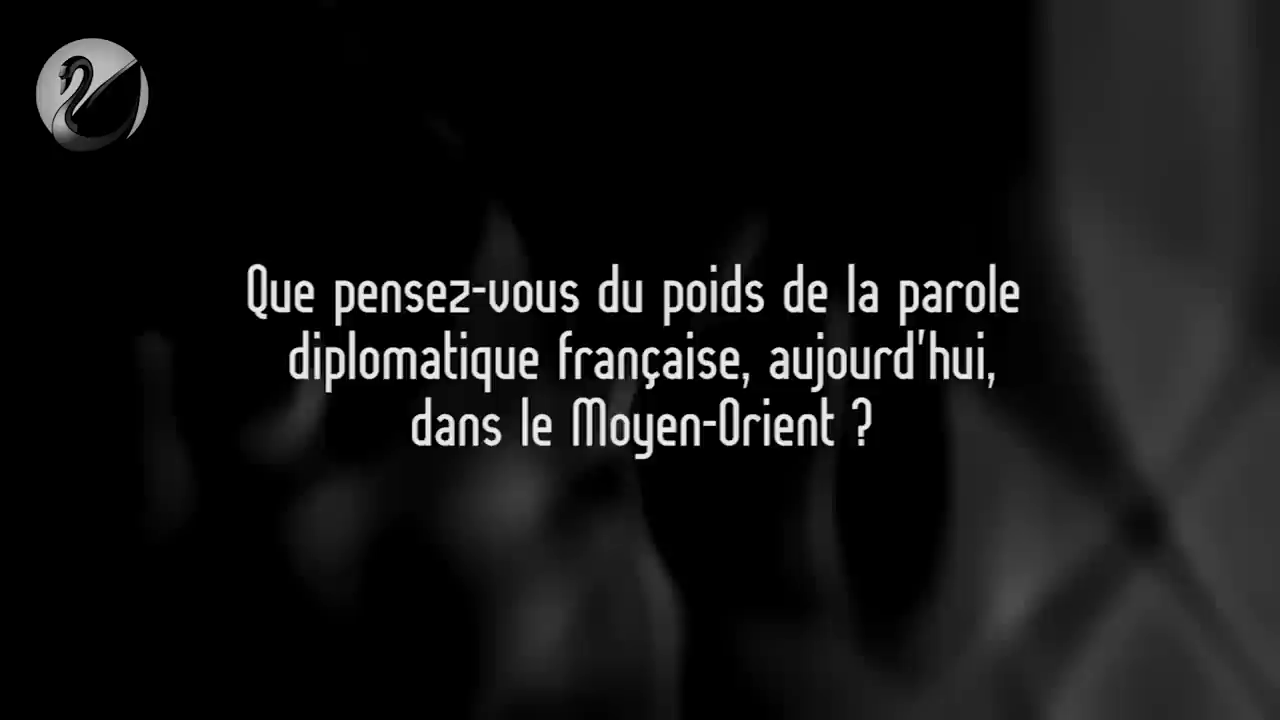 Que pensez-vous du poids de la parole
diplomatique française, aujourd'hui,
dans le Moyen-Orient ?